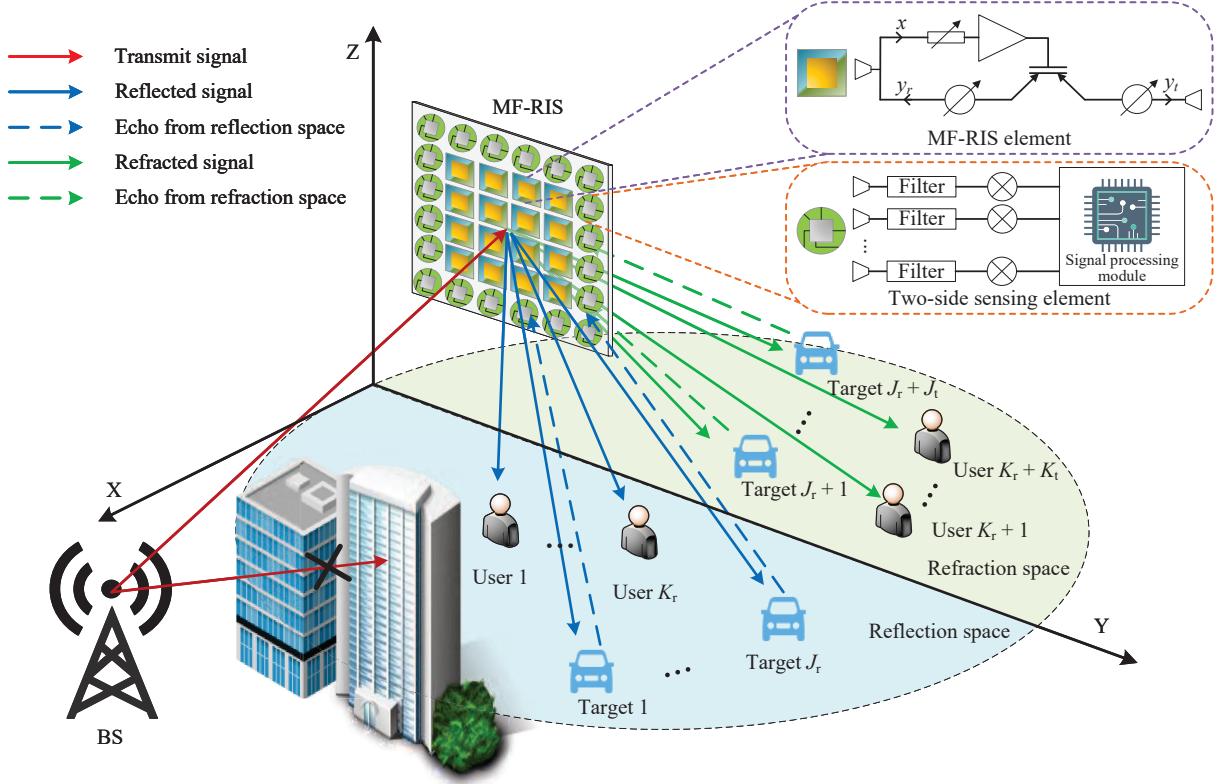 Transmit signal
Reflected signal
Echo from reflection space
Refracted signal
Echo from refraction space
Z
MF-RIS
x
y_r
y_t
MF-RIS element
Filter
Filter
Filter
Signal processing
module
Two-side sensing element
Target J_r + J_t
Target J_r + 1
User K_r + K_t
User K_r + 1
Refraction space
X
User 1
User K_r
Reflection space
Y
Target J_r
Target 1
BS